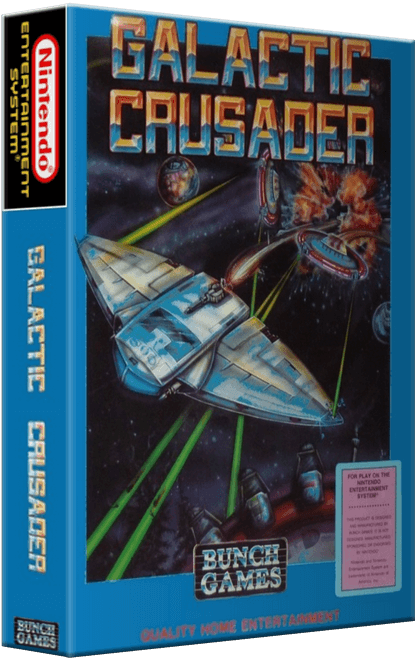 Nintendo
ENTERTAINMENT
SYSTEM®
GALACTIC CRUSADER
BUNCH
GAMES
GALACTIC
CRUSADER
FOR PLAY ON THE
NINTENDO
ENTERTAINMENT
SYSTEM®
BUNCH
GAMES
QUALITY HOME ENTERTAINMENT